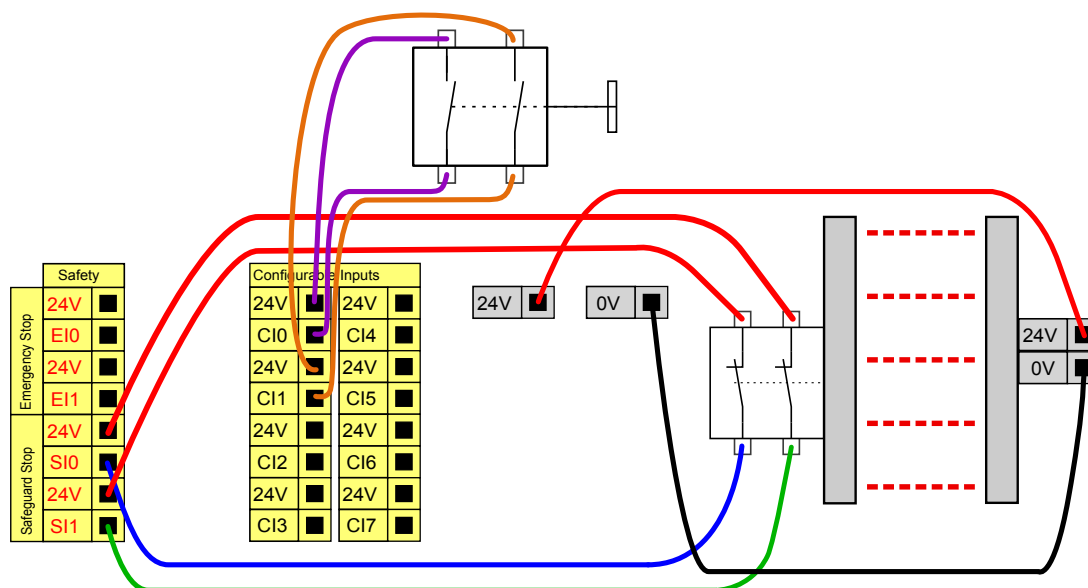 Safety
Emergency Stop
24V
EI0
24V
EI1
Safeguard Stop
24V
SI0
24V
SI1
Configurable Inputs
24V 24V
CI0 CI4
24V 24V
CI1 CI5
24V 24V
CI2 CI6
24V 24V
CI3 CI7
24V
0V
24V
0V